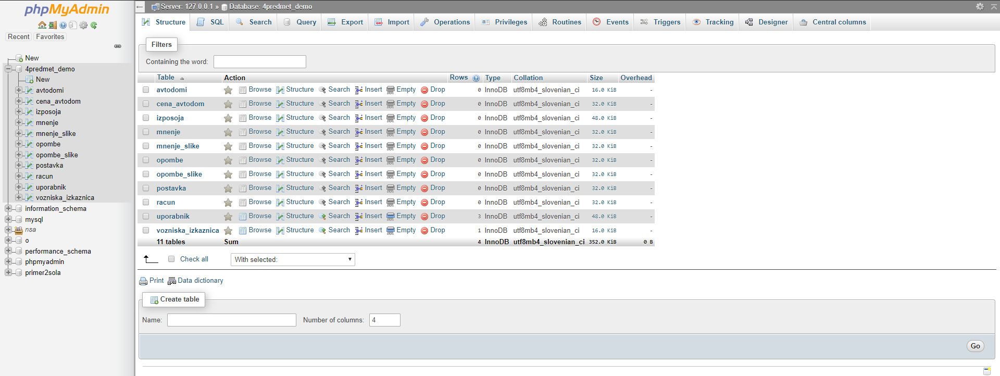 phpMyAdmin
Recent Favorites
New
4predmet_demo
New
avtodomi
cena_avtodom
izposoja
mnenje
mnenje_slike
opombe
opombe_slike
postavka
racun
uporabnik
vozniska_izkaznica
information_schema
mysql
nsa
o
performance_schema
phpmyadmin
primer2sola
Server: 127.0.0.1 » Database: 4predmet_demo
Structure SQL Search Query Export Import Operations Privileges Routines Events Triggers Tracking Designer Central columns
Filters
Containing the word:
Table Action Rows Type Collation Size Overhead
avtodomi Browse Structure Search Insert Empty Drop 0 InnoDB utf8mb4_slovenian_ci 16.0 KiB -
cena_avtodom Browse Structure Search Insert Empty Drop 0 InnoDB utf8mb4_slovenian_ci 32.0 KiB -
izposoja Browse Structure Search Insert Empty Drop 0 InnoDB utf8mb4_slovenian_ci 48.0 KiB -
mnenje Browse Structure Search Insert Empty Drop 0 InnoDB utf8mb4_slovenian_ci 32.0 KiB -
mnenje_slike Browse Structure Search Insert Empty Drop 0 InnoDB utf8mb4_slovenian_ci 32.0 KiB -
opombe Browse Structure Search Insert Empty Drop 0 InnoDB utf8mb4_slovenian_ci 32.0 KiB -
opombe_slike Browse Structure Search Insert Empty Drop 0 InnoDB utf8mb4_slovenian_ci 32.0 KiB -
postavka Browse Structure Search Insert Empty Drop 0 InnoDB utf8mb4_slovenian_ci 32.0 KiB -
racun Browse Structure Search Insert Empty Drop 0 InnoDB utf8mb4_slovenian_ci 32.0 KiB -
uporabnik Browse Structure Search Insert Empty Drop 3 InnoDB utf8mb4_slovenian_ci 48.0 KiB -
vozniska_izkaznica Browse Structure Search Insert Empty Drop 1 InnoDB utf8mb4_slovenian_ci 16.0 KiB -
11 tables Sum 4 InnoDB utf8mb4_slovenian_ci 352.0 KiB 0 B
Check all With selected:
Print Data dictionary
Create table
Name: Number of columns: 4
Go